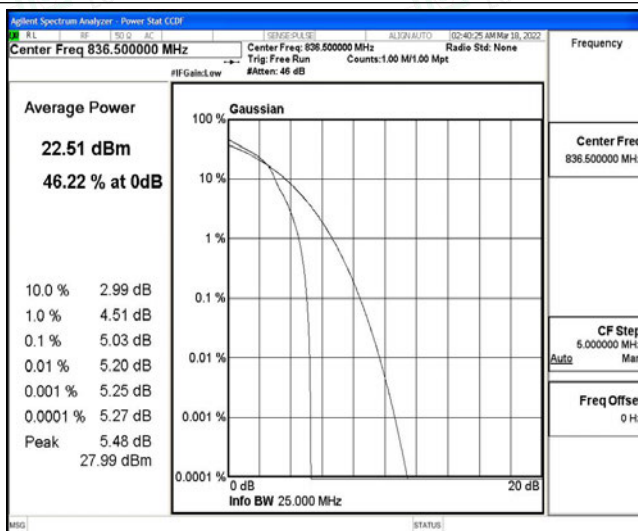 Agilent Spectrum Analyzer - Power Stat CCDF
RL RF 50 Ω AC SENSE:PULSE ALIGN AUTO 02:40:25 AM Mar 18, 2022
Center Freq 836.500000 MHz
Center Freq: 836.500000 MHz Radio Std: None
Trig: Free Run Counts:1.00 M/1.00 Mpt
#IFGain:Low #Atten: 46 dB
Frequency
Average Power
22.51 dBm
46.22 % at 0dB
10.0 % 2.99 dB
1.0 % 4.51 dB
0.1 % 5.03 dB
0.01 % 5.20 dB
0.001 % 5.25 dB
0.0001 % 5.27 dB
Peak 5.48 dB
27.99 dBm
Gaussian
100 %
10 %
1 %
0.1 %
0.01 %
0.001 %
0.0001 %
0 dB 20 dB
Info BW 25.000 MHz
Center Freq
836.500000 MHz
CF Step
5.000000 MHz
Auto Man
Freq Offset
0 Hz
MSG STATUS